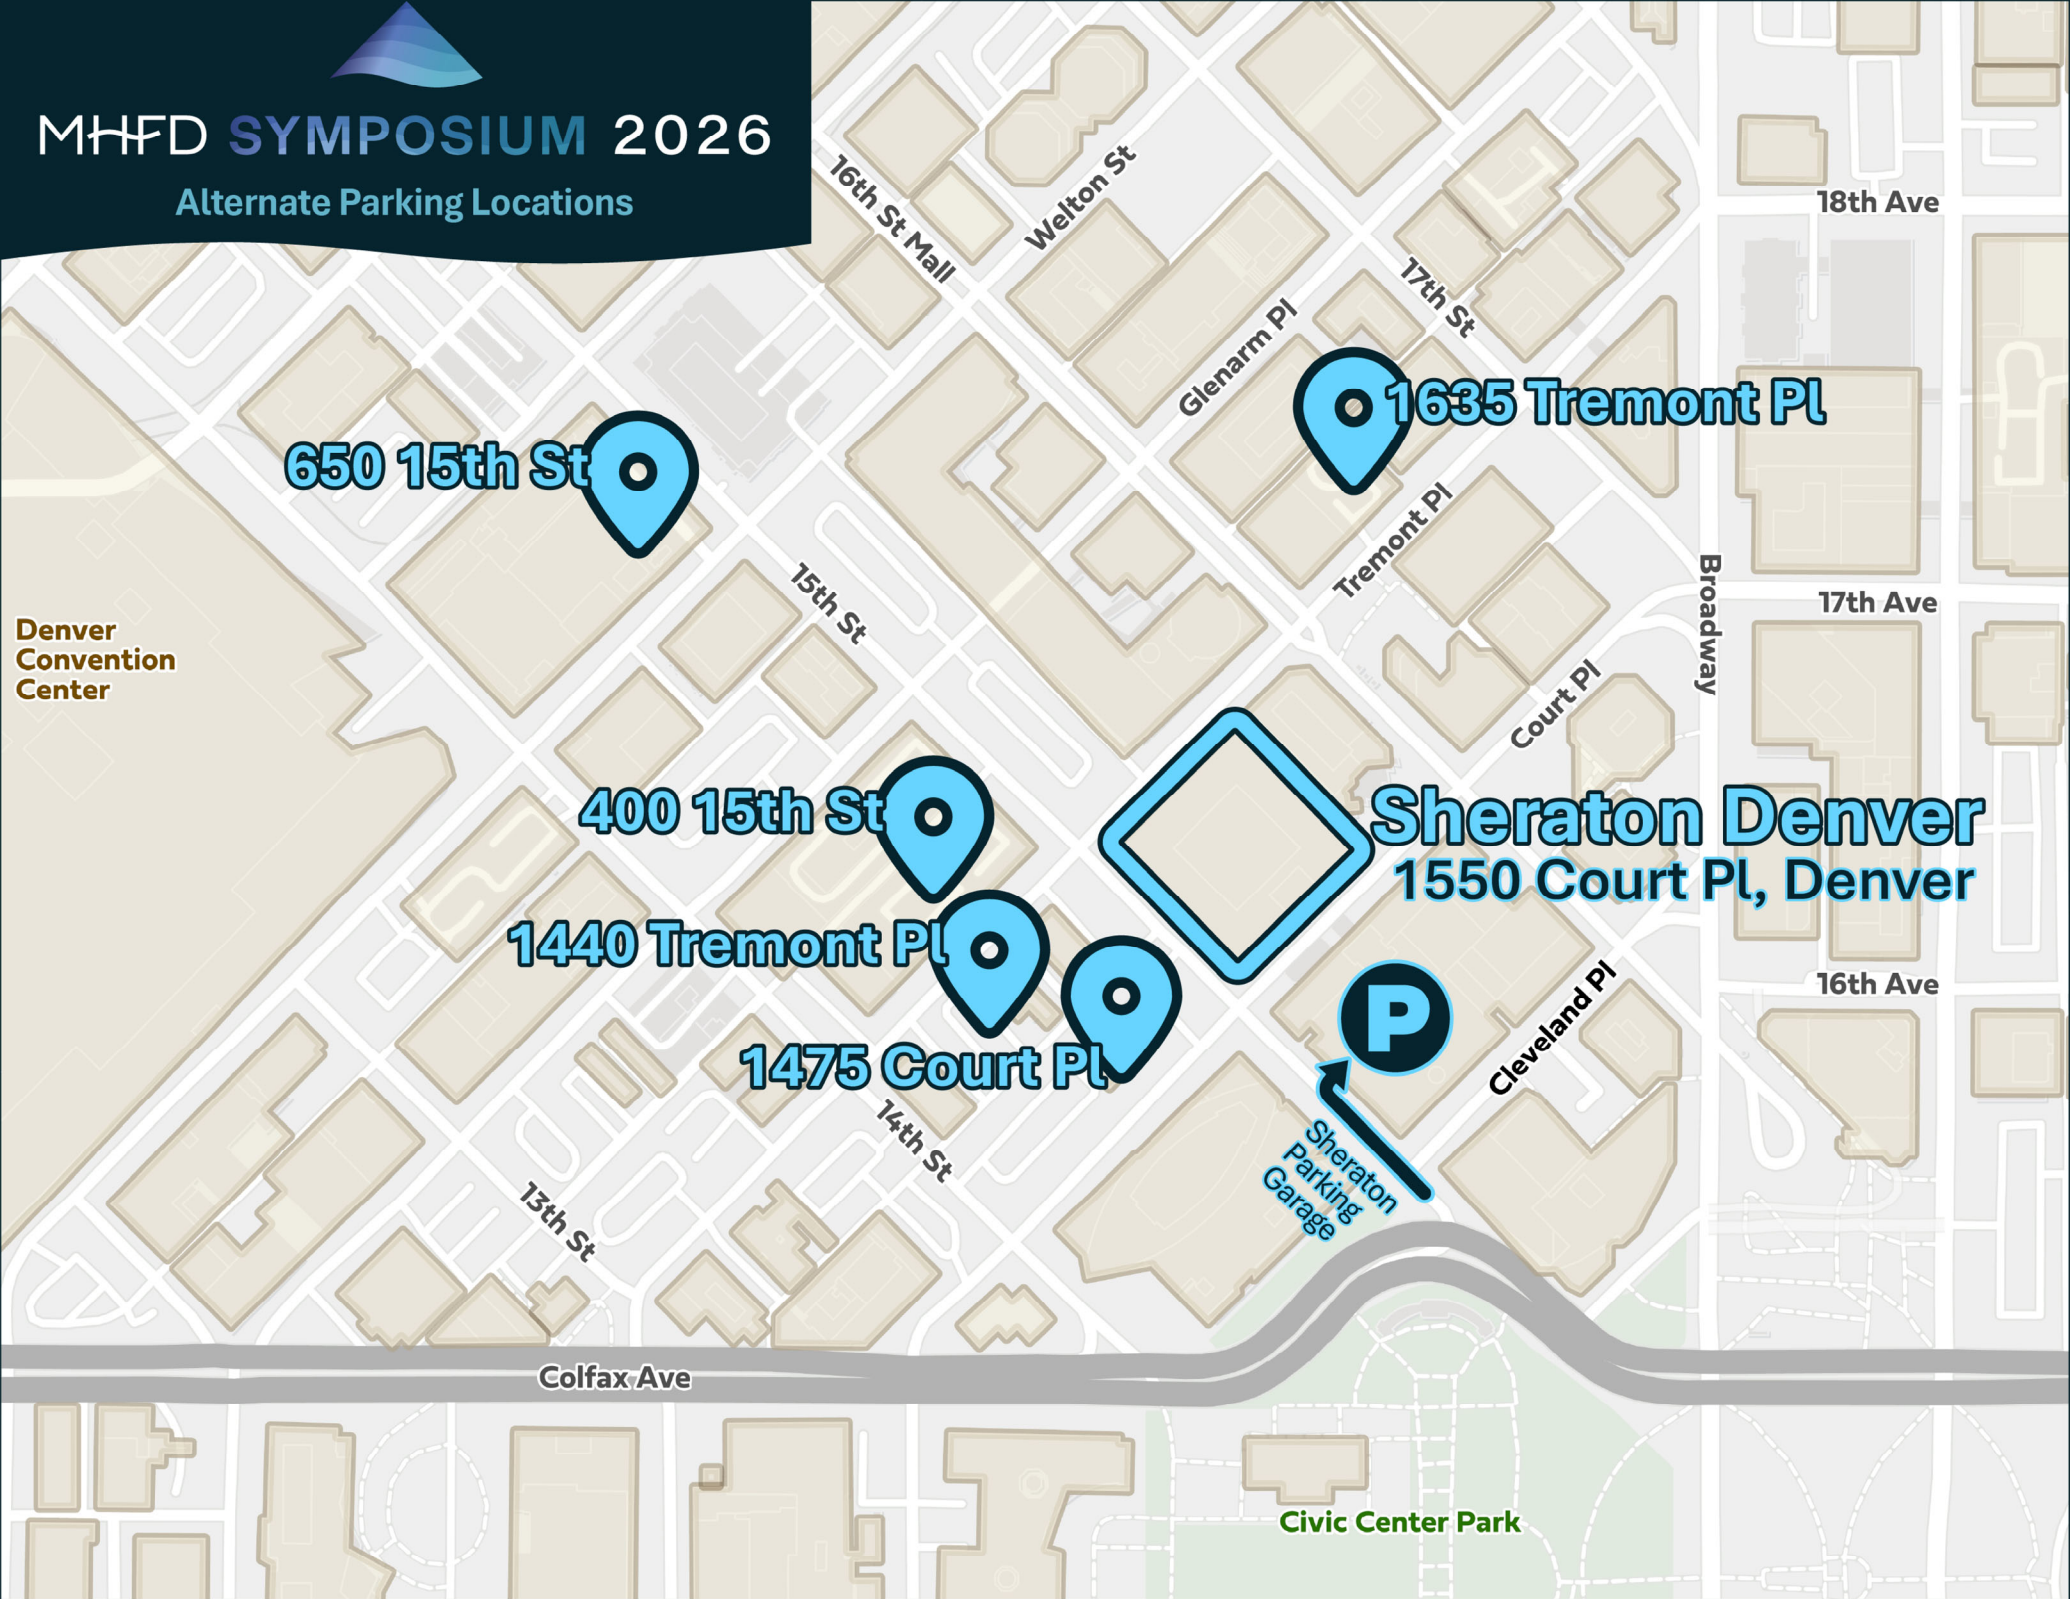 MHFD SYMPOSIUM 2026
Alternate Parking Locations
16th St Mall
Welton St
18th Ave
17th St
Glenarm Pl
1635 Tremont Pl
650 15th St
Tremont Pl
15th St
Broadway
17th Ave
Denver
Convention
Center
Court Pl
400 15th St
Sheraton Denver
1550 Court Pl, Denver
1440 Tremont Pl
16th Ave
Cleveland Pl
P
1475 Court Pl
14th St
Sheraton
Parking
Garage
13th St
Colfax Ave
Civic Center Park